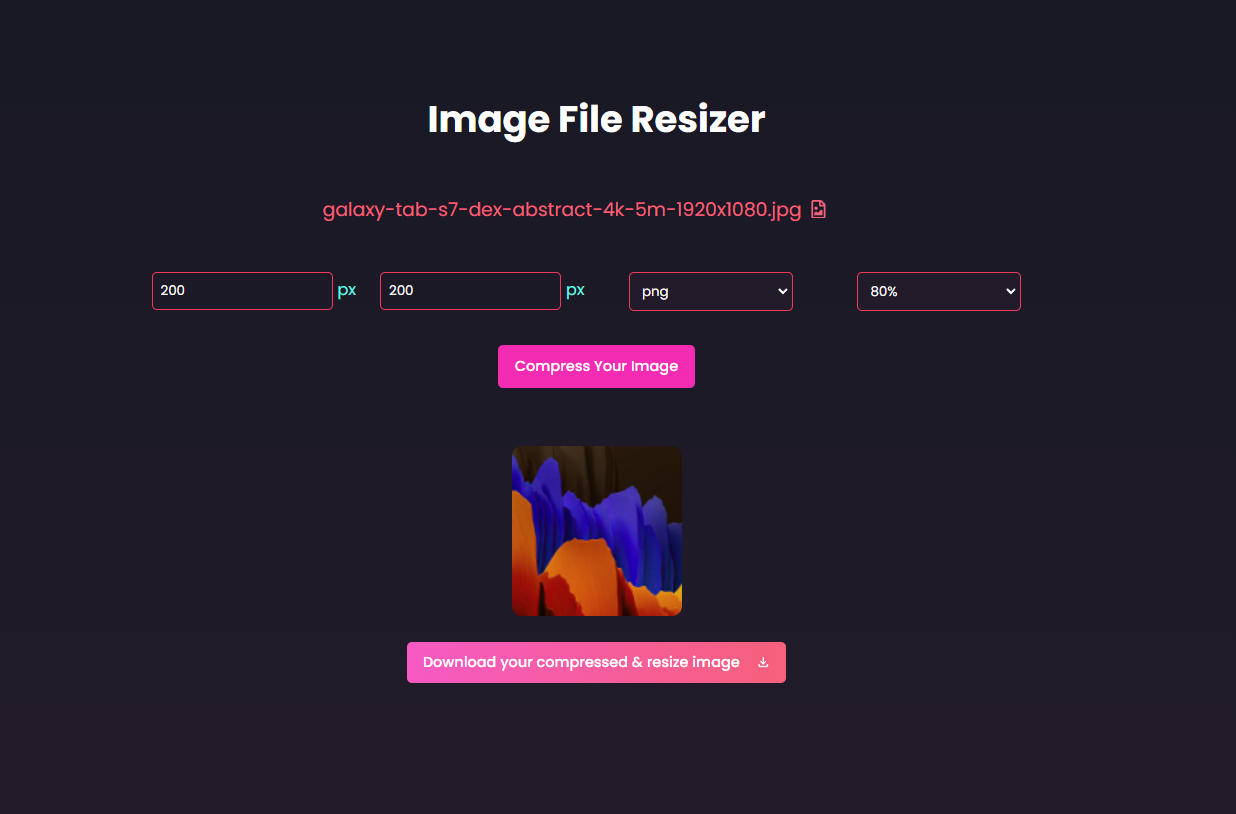 Image File Resizer
galaxy-tab-s7-dex-abstract-4k-5m-1920x1080.jpg
200 px 200 px png 80%
Compress Your Image
Download your compressed & resize image